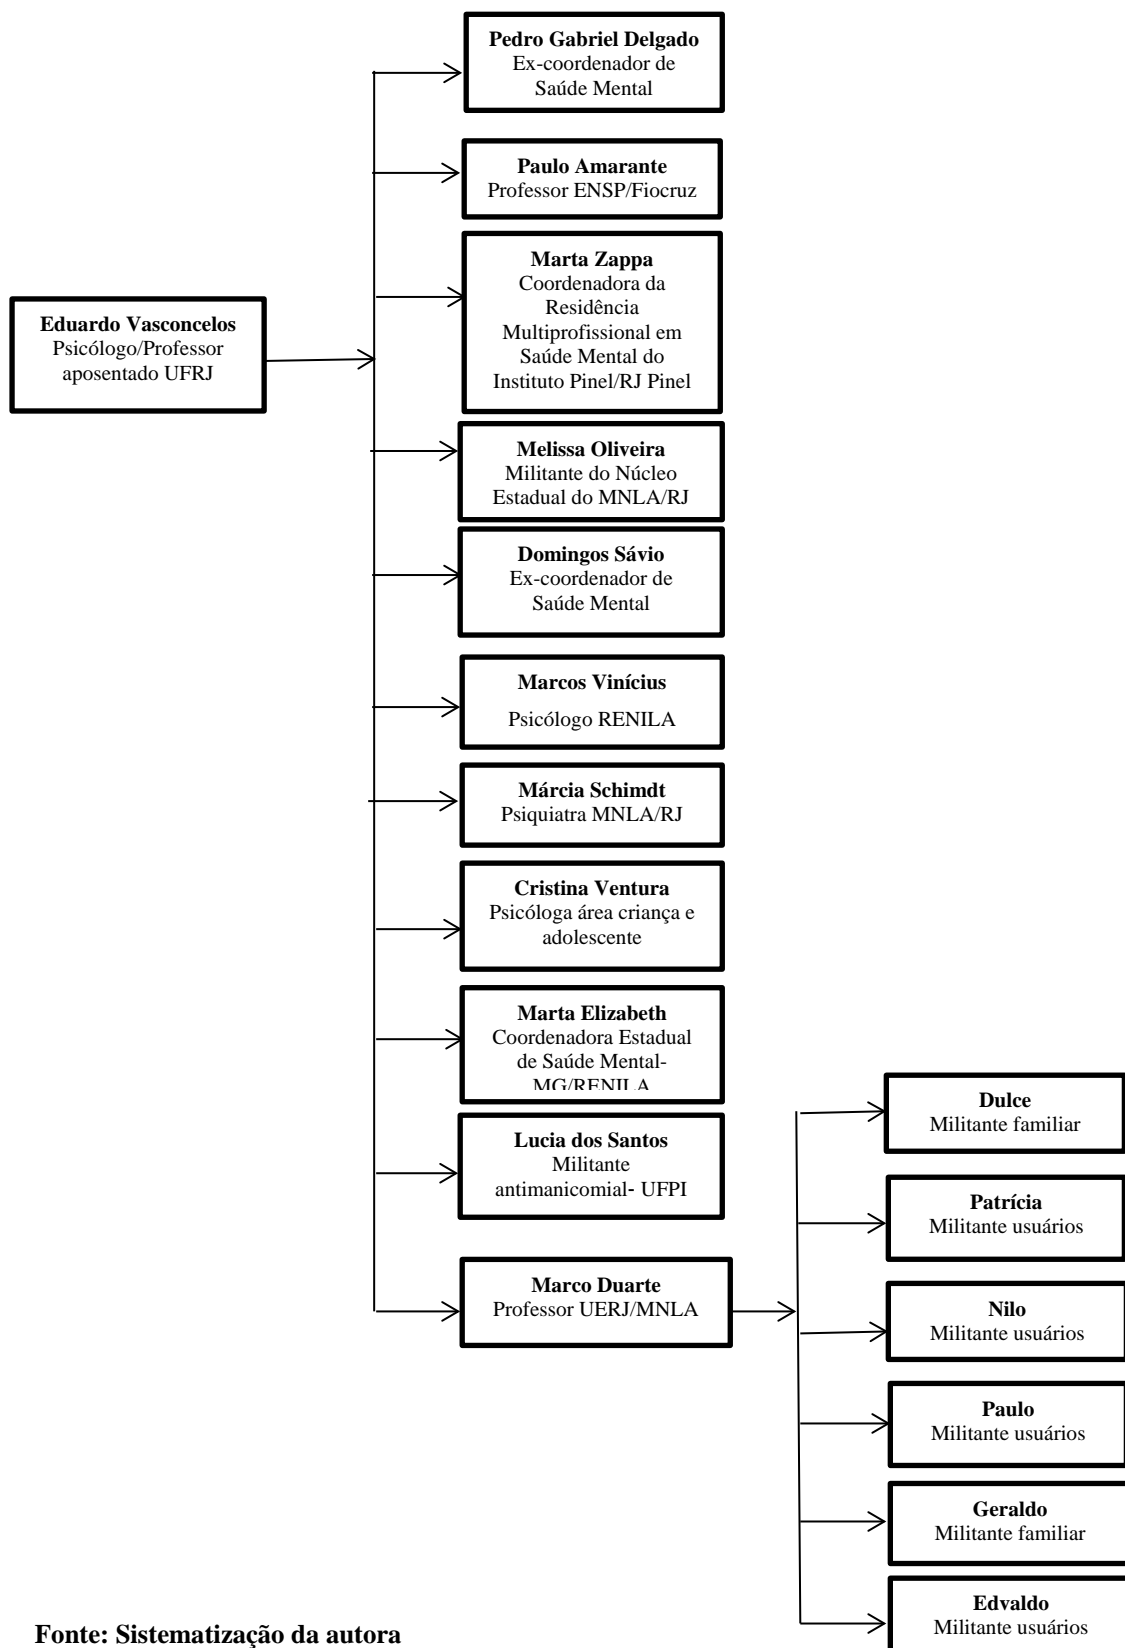 Pedro Gabriel Delgado
Ex-coordenador de
Saúde Mental
Paulo Amarante
Professor ENSP/Fiocruz
Marta Zappa
Coordenadora da
Residência
Multiprofissional em
Saúde Mental do
Instituto Pinel/RJ Pinel
Eduardo Vasconcelos
Psicólogo/Professor
aposentado UFRJ
Melissa Oliveira
Militante do Núcleo
Estadual do MNLA/RJ
Domingos Sávio
Ex-coordenador de
Saúde Mental
Marcos Vinícius
Psicólogo RENILA
Márcia Schimdt
Psiquiatra MNLA/RJ
Cristina Ventura
Psicóloga área criança e
adolescente
Marta Elizabeth
Coordenadora Estadual
de Saúde Mental-
MG/RENILA
Lucia dos Santos
Militante
antimanicomial- UFPI
Marco Duarte
Professor UERJ/MNLA
Dulce
Militante familiar
Patrícia
Militante usuários
Nilo
Militante usuários
Paulo
Militante usuários
Geraldo
Militante familiar
Edvaldo
Militante usuários
Fonte: Sistematização da autora